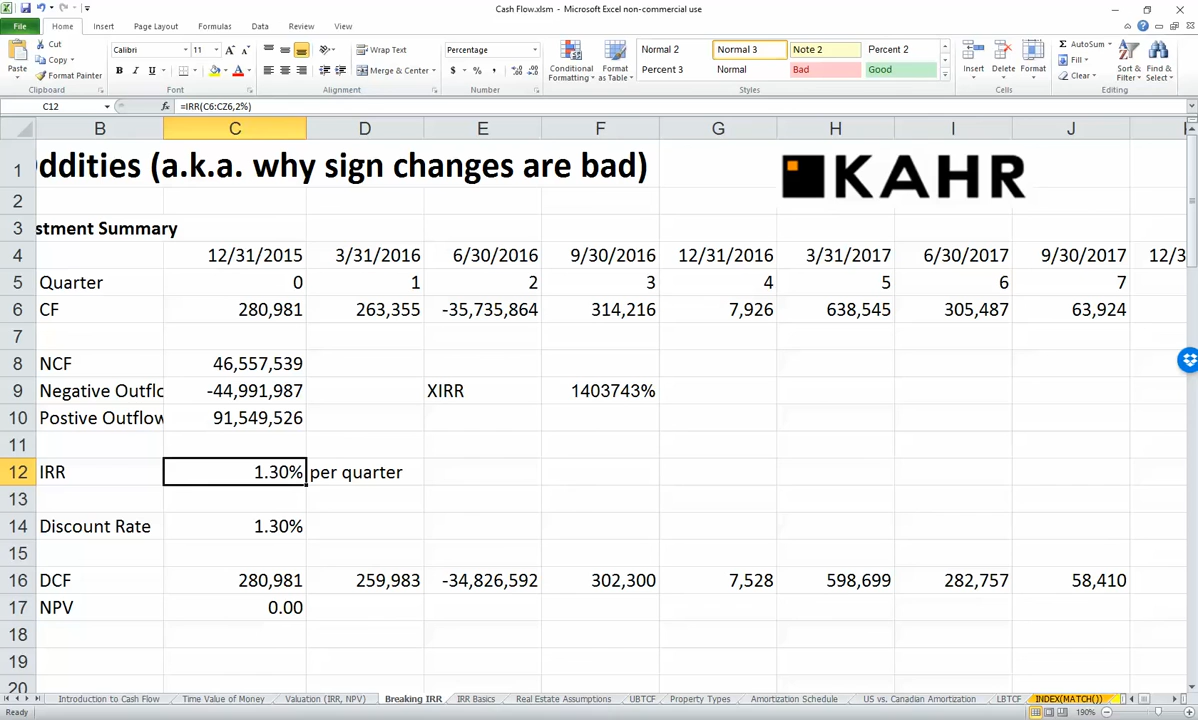 Cash Flow.xlsm - Microsoft Excel non-commercial use
File Home Insert Page Layout Formulas Data Review View
Paste Cut Copy Format Painter Clipboard
Calibri 11 B I U Font
Wrap Text Merge & Center Alignment
Percentage $ % , Number
Conditional Formatting Format as Table Normal 2 Normal 3 Note 2 Percent 2
Percent 3 Normal Bad Good Styles
Insert Delete Format Cells
Σ AutoSum Fill Clear Sort & Filter Find & Select Editing
C12 fx =IRR(C6:CZ6,2%)
B C D E F G H I J
1 Oddities (a.k.a. why sign changes are bad) KAHR
2
3 stment Summary
4 12/31/2015 3/31/2016 6/30/2016 9/30/2016 12/31/2016 3/31/2017 6/30/2017 9/30/2017 12/3
5 Quarter 0 1 2 3 4 5 6 7
6 CF 280,981 263,355 -35,735,864 314,216 7,926 638,545 305,487 63,924
7
8 NCF 46,557,539
9 Negative Outflo -44,991,987 XIRR 1403743%
10 Postive Outflow 91,549,526
11
12 IRR 1.30% per quarter
13
14 Discount Rate 1.30%
15
16 DCF 280,981 259,983 -34,826,592 302,300 7,528 598,699 282,757 58,410
17 NPV 0.00
18
19
20
Introduction to Cash Flow Time Value of Money Valuation (IRR, NPV) Breaking IRR IRR Basics Real Estate Assumptions UBTCF Property Types Amortization Schedule US vs. Canadian Amortization LBTCF INDEX(MATCH())
Ready 190%